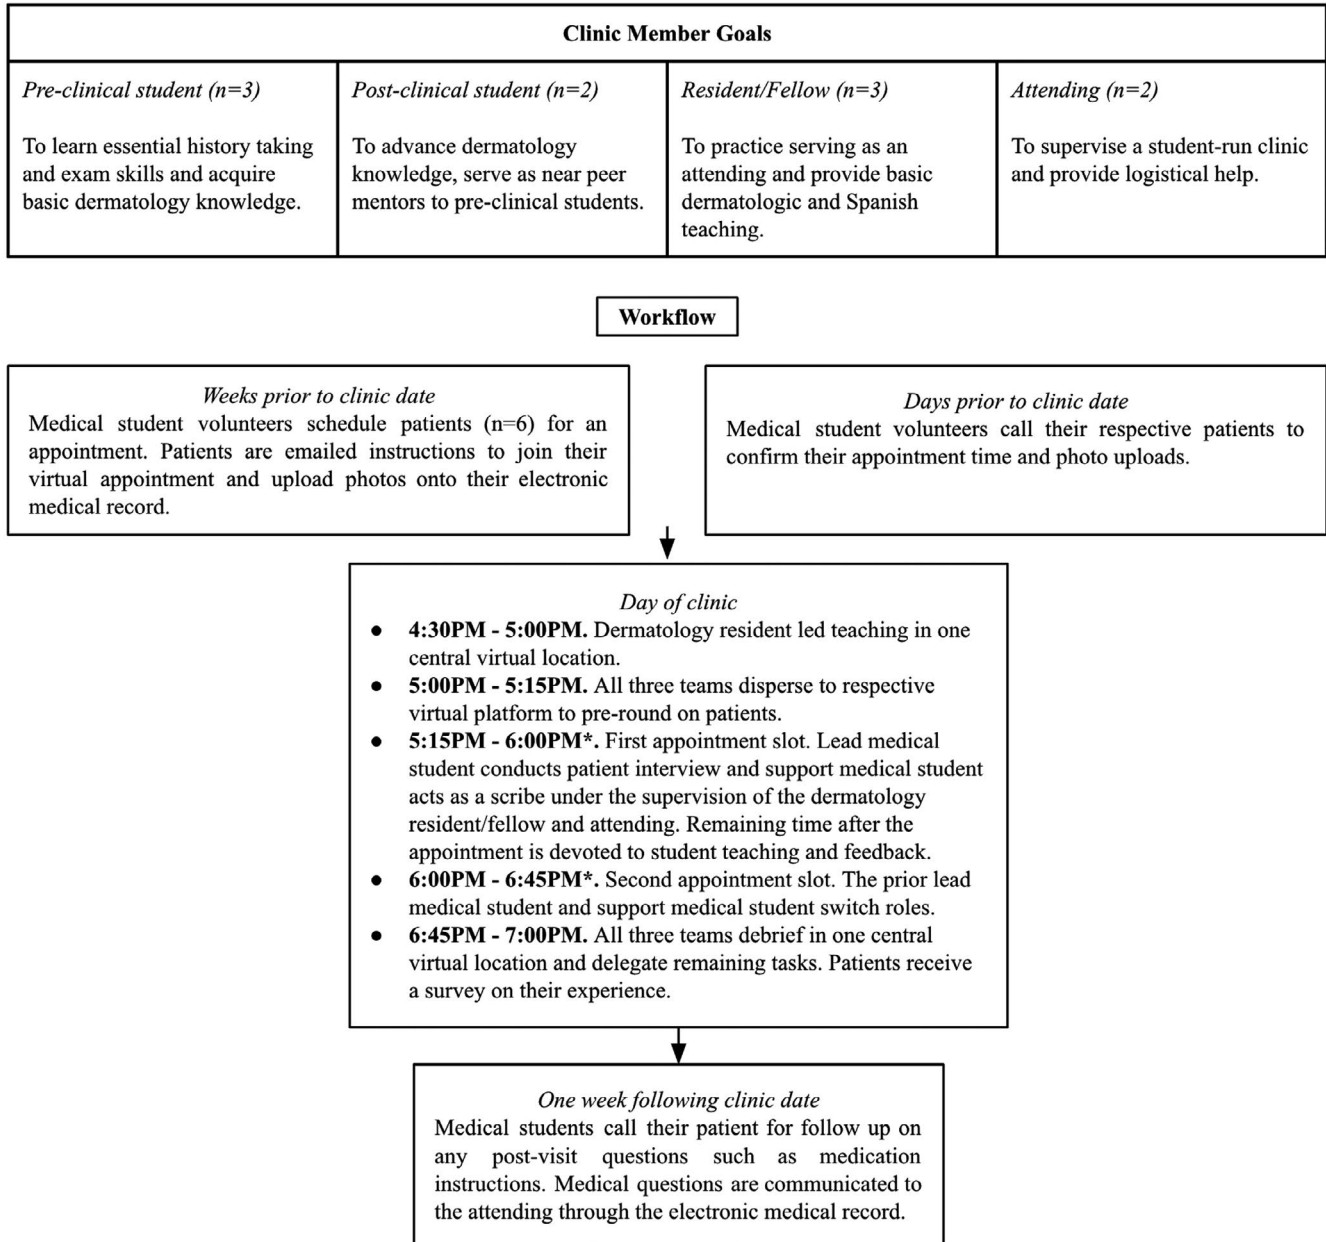 Clinic Member Goals
Pre-clinical student (n=3)
To learn essential history taking
and exam skills and acquire
basic dermatology knowledge.
Post-clinical student (n=2)
To advance dermatology
knowledge, serve as near peer
mentors to pre-clinical students.
Resident/Fellow (n=3)
To practice serving as an
attending and provide basic
dermatologic and Spanish
teaching.
Attending (n=2)
To supervise a student-run clinic
and provide logistical help.
Workflow
Weeks prior to clinic date
Medical student volunteers schedule patients (n=6) for an
appointment. Patients are emailed instructions to join their
virtual appointment and upload photos onto their electronic
medical record.
Days prior to clinic date
Medical student volunteers call their respective patients to
confirm their appointment time and photo uploads.
Day of clinic
● 4:30PM - 5:00PM. Dermatology resident led teaching in one
central virtual location.
● 5:00PM - 5:15PM. All three teams disperse to respective
virtual platform to pre-round on patients.
● 5:15PM - 6:00PM*. First appointment slot. Lead medical
student conducts patient interview and support medical student
acts as a scribe under the supervision of the dermatology
resident/fellow and attending. Remaining time after the
appointment is devoted to student teaching and feedback.
● 6:00PM - 6:45PM*. Second appointment slot. The prior lead
medical student and support medical student switch roles.
● 6:45PM - 7:00PM. All three teams debrief in one central
virtual location and delegate remaining tasks. Patients receive
a survey on their experience.
One week following clinic date
Medical students call their patient for follow up on
any post-visit questions such as medication
instructions. Medical questions are communicated to
the attending through the electronic medical record.